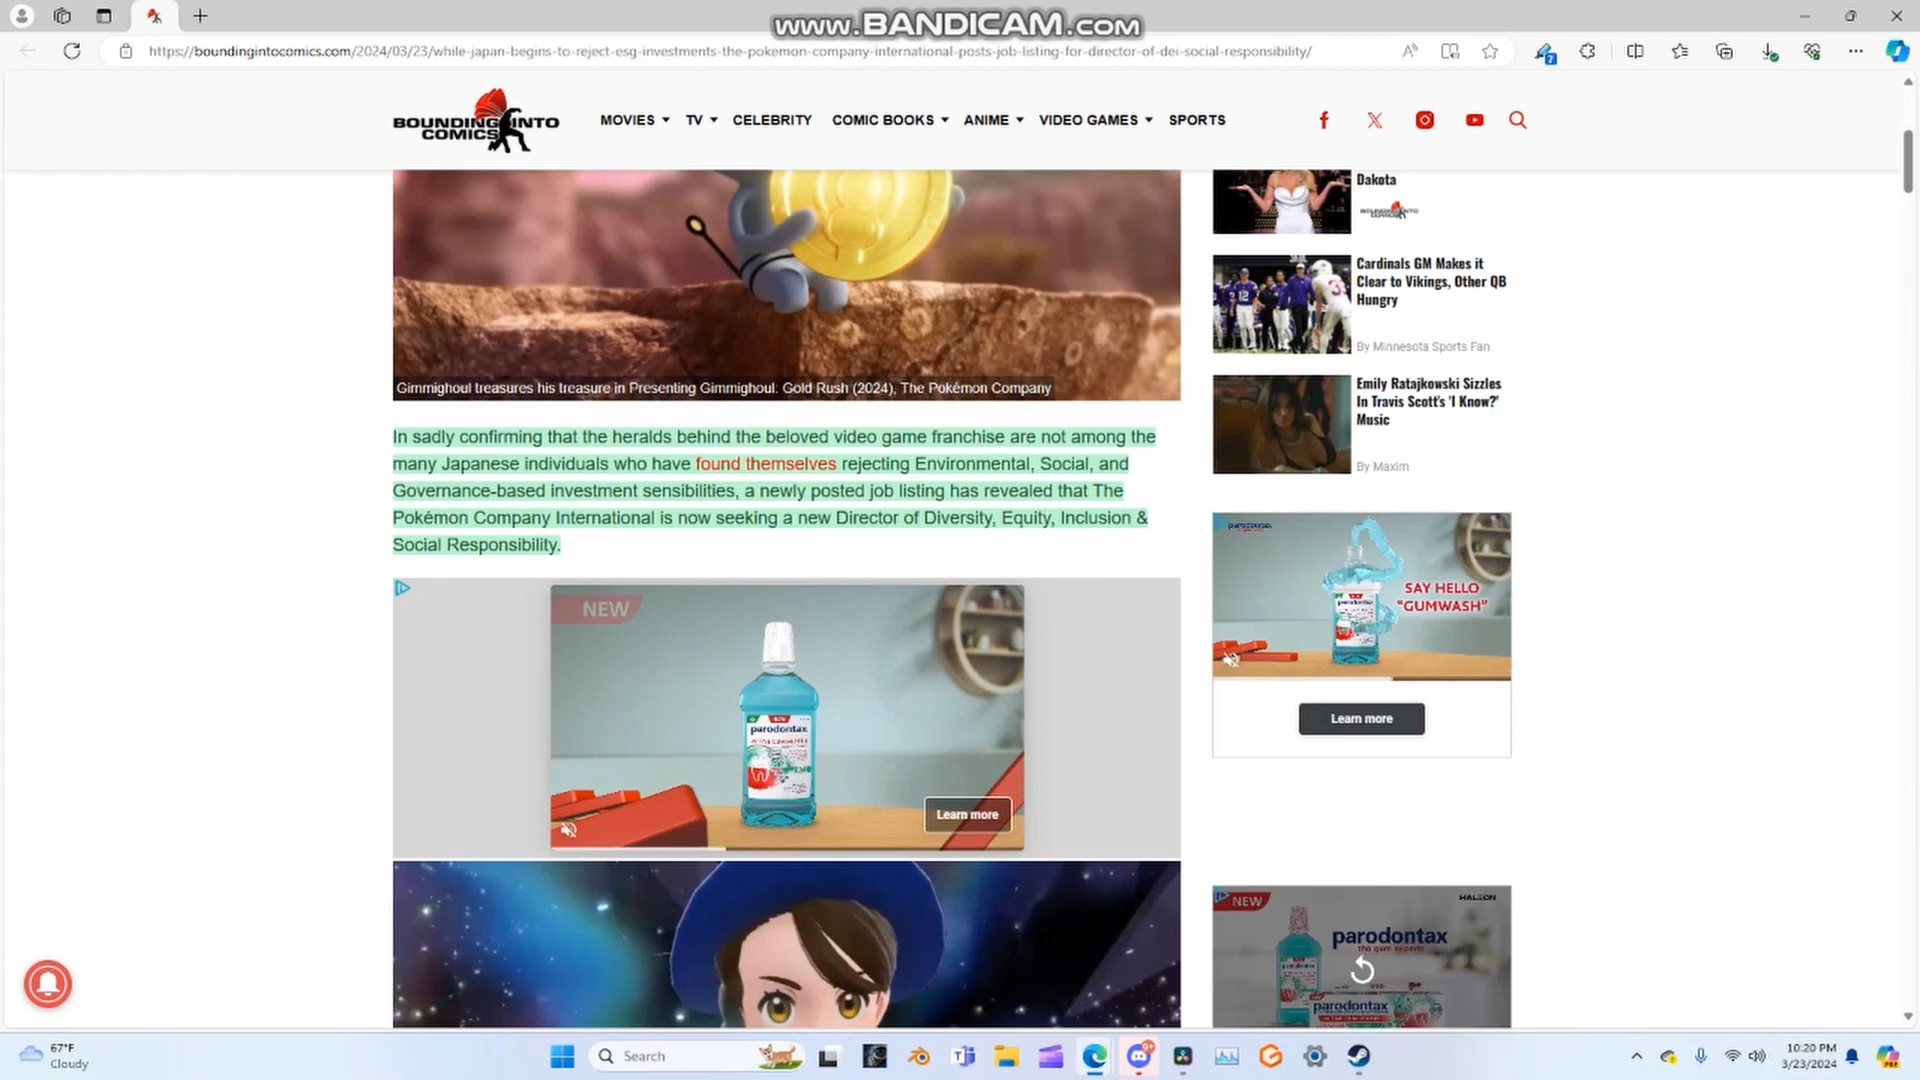 www.BANDICAM.com
https://boundingintocomics.com/2024/03/23/while-japan-begins-to-reject-esg-investments-the-pokemon-company-international-posts-job-listing-for-director-of-dei-social-responsibility/
7
BOUNDING INTO
COMICS
MOVIES
TV
CELEBRITY
COMIC BOOKS
ANIME
VIDEO GAMES
SPORTS
Gimmighoul treasures his treasure in Presenting Gimmighoul: Gold Rush (2024), The Pokémon Company
In sadly confirming that the heralds behind the beloved video game franchise are not among the
many Japanese individuals who have found themselves rejecting Environmental, Social, and
Governance-based investment sensibilities, a newly posted job listing has revealed that The
Pokémon Company International is now seeking a new Director of Diversity, Equity, Inclusion &
Social Responsibility.
NEW
parodontax
Learn more
Dakota
BOUNDING INTO
COMICS
Cardinals GM Makes it
Clear to Vikings, Other QB
Hungry
By Minnesota Sports Fan
Emily Ratajkowski Sizzles
In Travis Scott's 'I Know?'
Music
By Maxim
parodontax
SAY HELLO
"GUMWASH"
parodontax
Learn more
NEW
HALEON
parodontax
the gum experts
parodontax
67°F
Cloudy
Search
9+
10:20 PM
3/23/2024